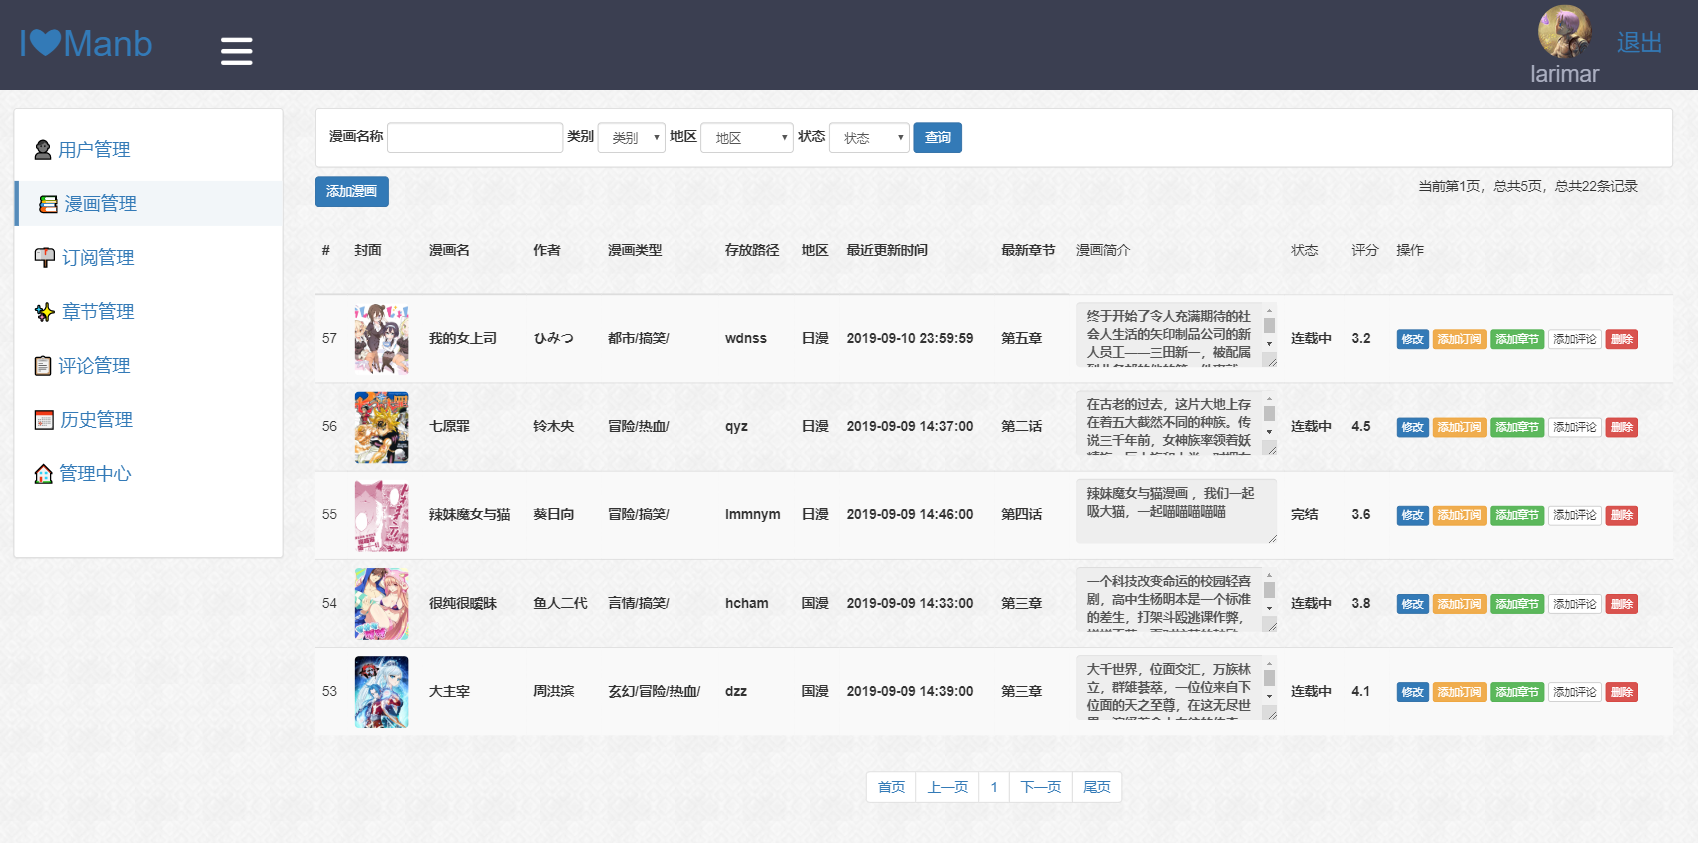 I Manb
larimar
退出
用户管理
漫画管理
订阅管理
章节管理
评论管理
历史管理
管理中心
漫画名称 类别 类别 地区 地区 状态 状态 查询
添加漫画
当前第1页，总共5页，总共22条记录
# 封面 漫画名 作者 漫画类型 存放路径 地区 最近更新时间 最新章节 漫画简介 状态 评分 操作
57 我的女上司 ひみつ 都市/搞笑/ wdnss 日漫 2019-09-10 23:59:59 第五章
终于开始了令人充满期待的社
会人生活的矢印制品公司的新
人员工——三田新一，被配属
连载中 3.2 修改 添加订阅 添加章节 添加评论 删除
56 七原罪 铃木央 冒险/热血/ qyz 日漫 2019-09-09 14:37:00 第二话
在古老的过去，这片大地上存
在着五大截然不同的种族。传
说三千年前，女神族率领着妖
连载中 4.5 修改 添加订阅 添加章节 添加评论 删除
55 辣妹魔女与猫 葵日向 冒险/搞笑/ lmmnym 日漫 2019-09-09 14:46:00 第四话
辣妹魔女与猫漫画 ，我们一起
吸大猫，一起喵喵喵喵喵
完结 3.6 修改 添加订阅 添加章节 添加评论 删除
54 很纯很暧昧 鱼人二代 言情/搞笑/ hcham 国漫 2019-09-09 14:33:00 第三章
一个科技改变命运的校园轻喜
剧，高中生杨明本是一个标准
的差生，打架斗殴逃课作弊，
连载中 3.8 修改 添加订阅 添加章节 添加评论 删除
53 大主宰 周洪滨 玄幻/冒险/热血/ dzz 国漫 2019-09-09 14:39:00 第三章
大千世界，位面交汇，万族林
立，群雄荟萃，一位位来自下
位面的天之至尊，在这无尽世
连载中 4.1 修改 添加订阅 添加章节 添加评论 删除
首页 上一页 1 下一页 尾页